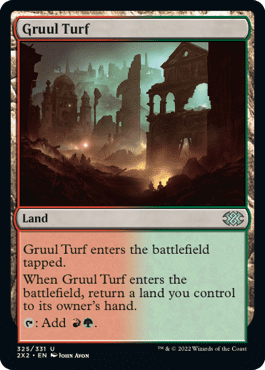 Gruul Turf
Land
Gruul Turf enters the battlefield
tapped.
When Gruul Turf enters the
battlefield, return a land you control
to its owner's hand.
: Add .
325/331 U
2X2 • EN John Avon
™ & © 2022 Wizards of the Coast